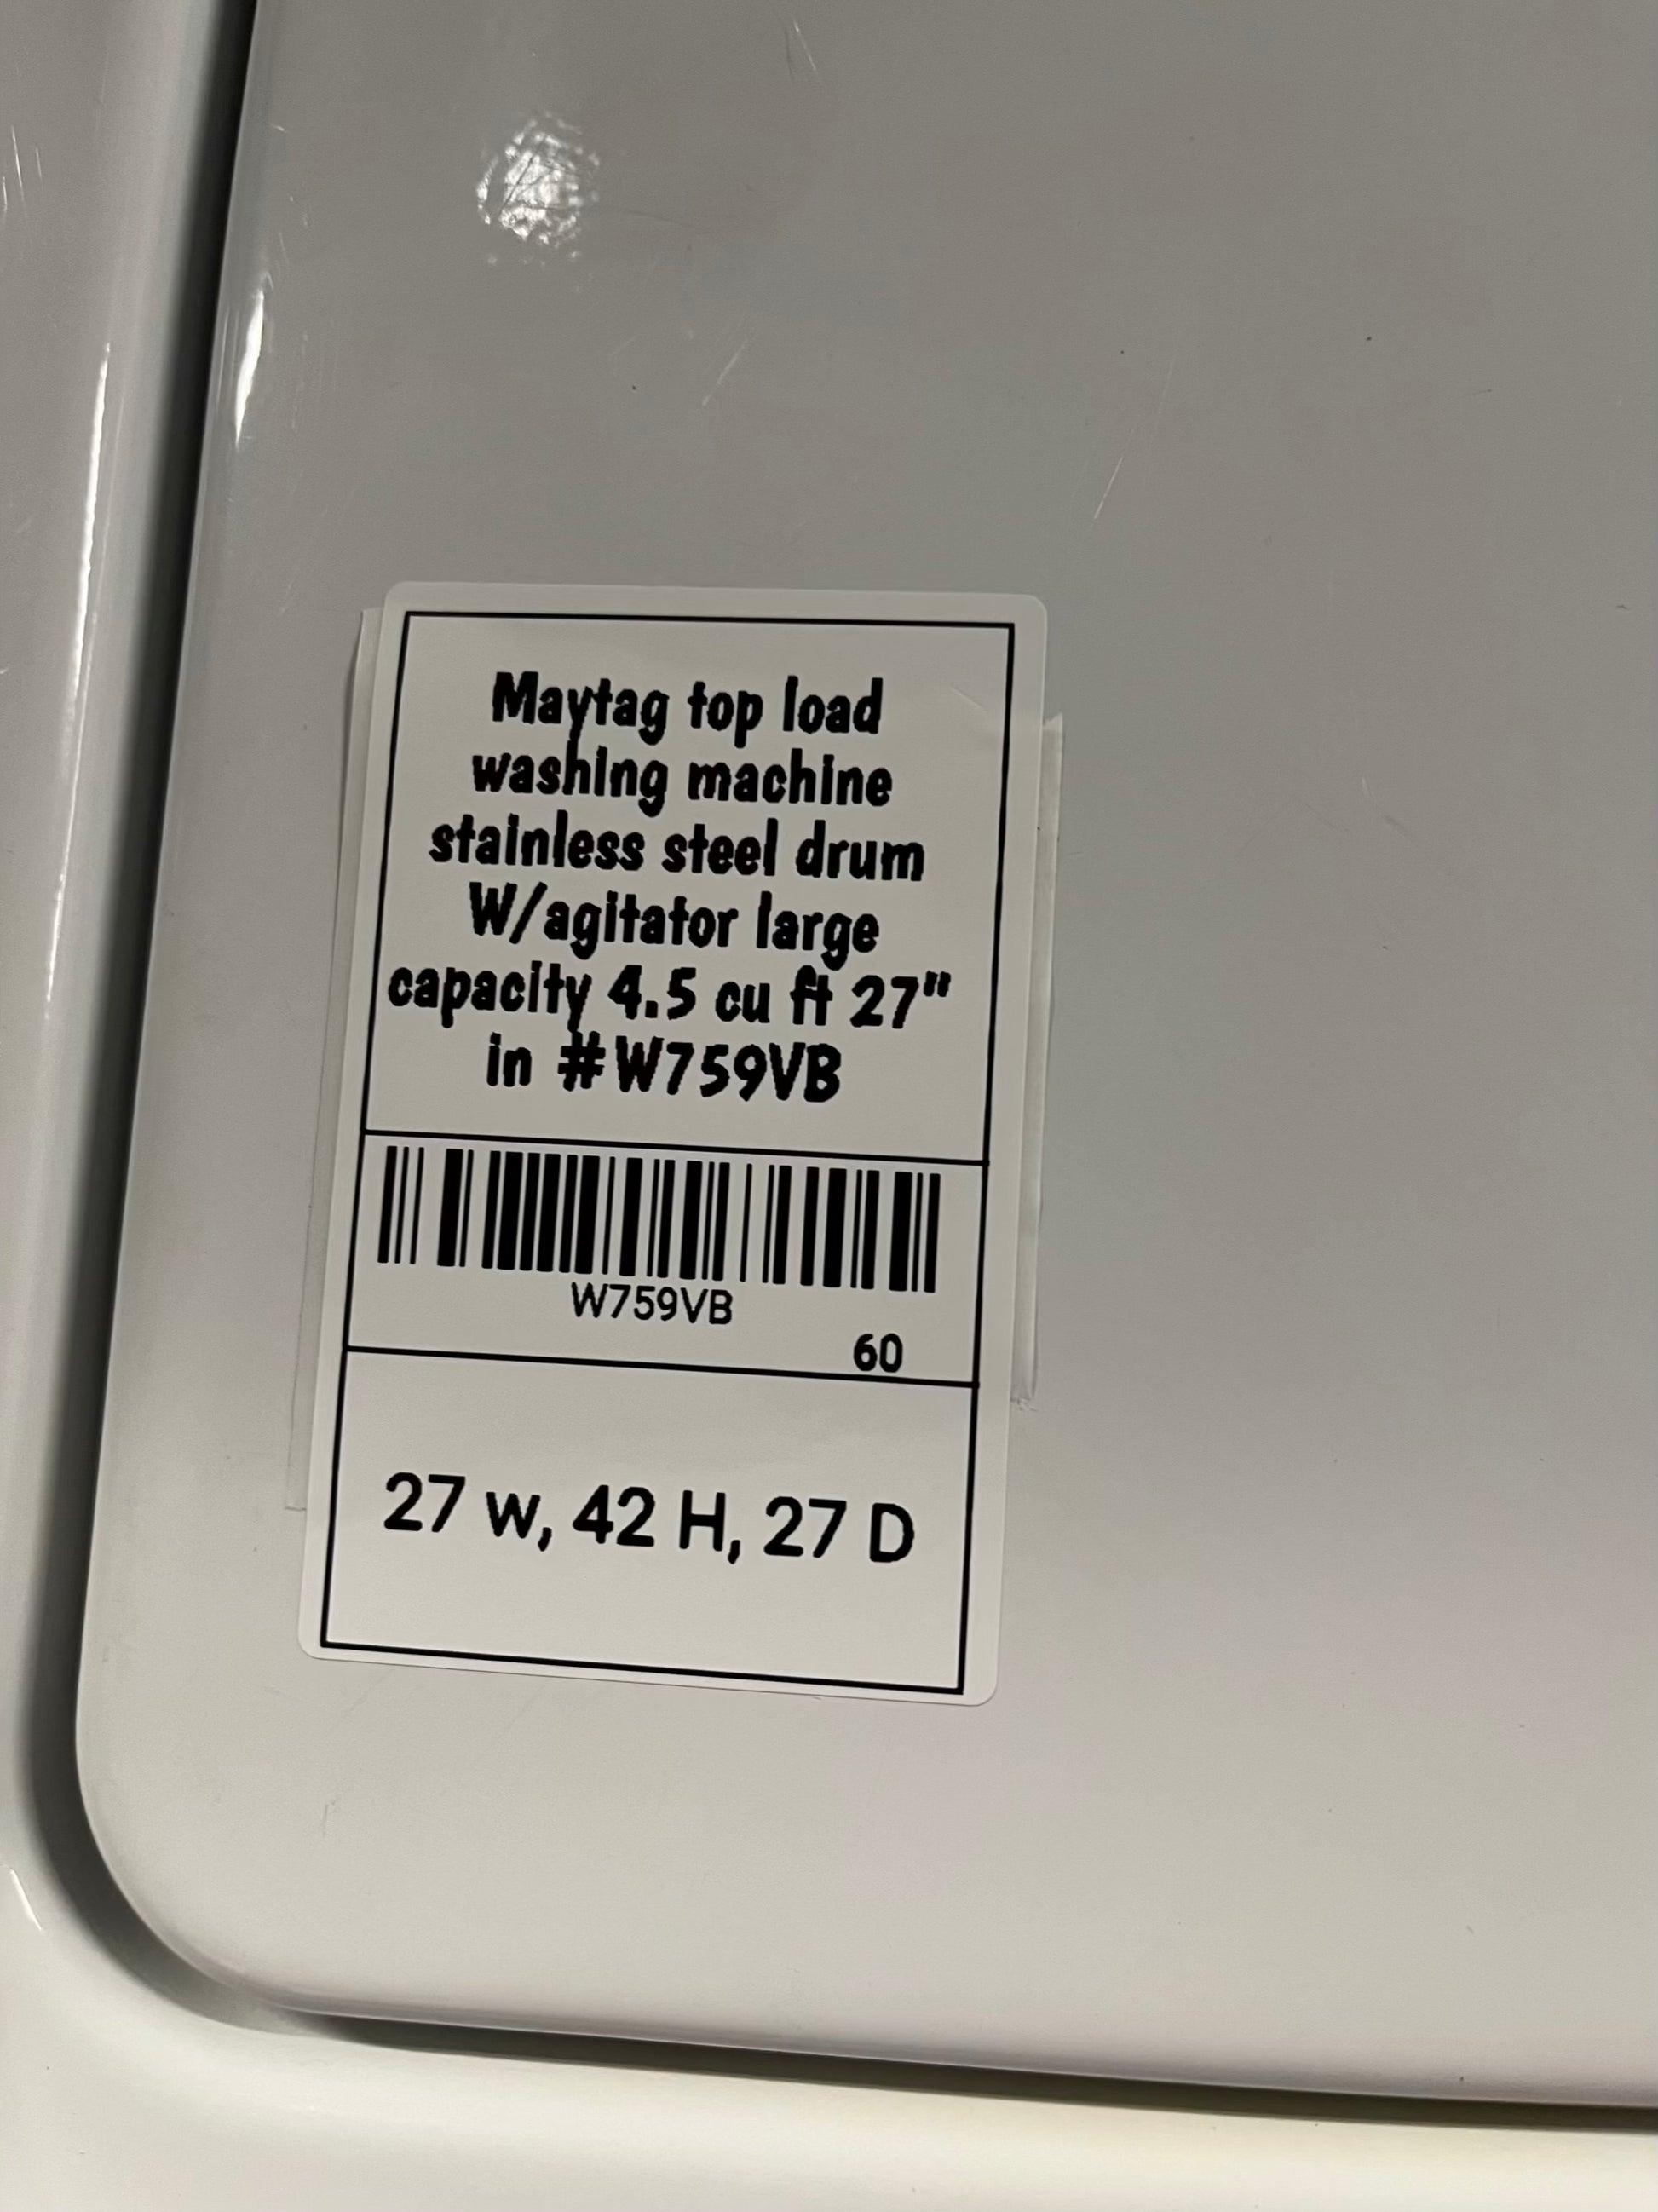 Maytag top load
washing machine
stainless steel drum
W/agitator large
capacity 4.5 cu ft 27"
in #W759VB
W759VB
60
27 w, 42 H, 27 D